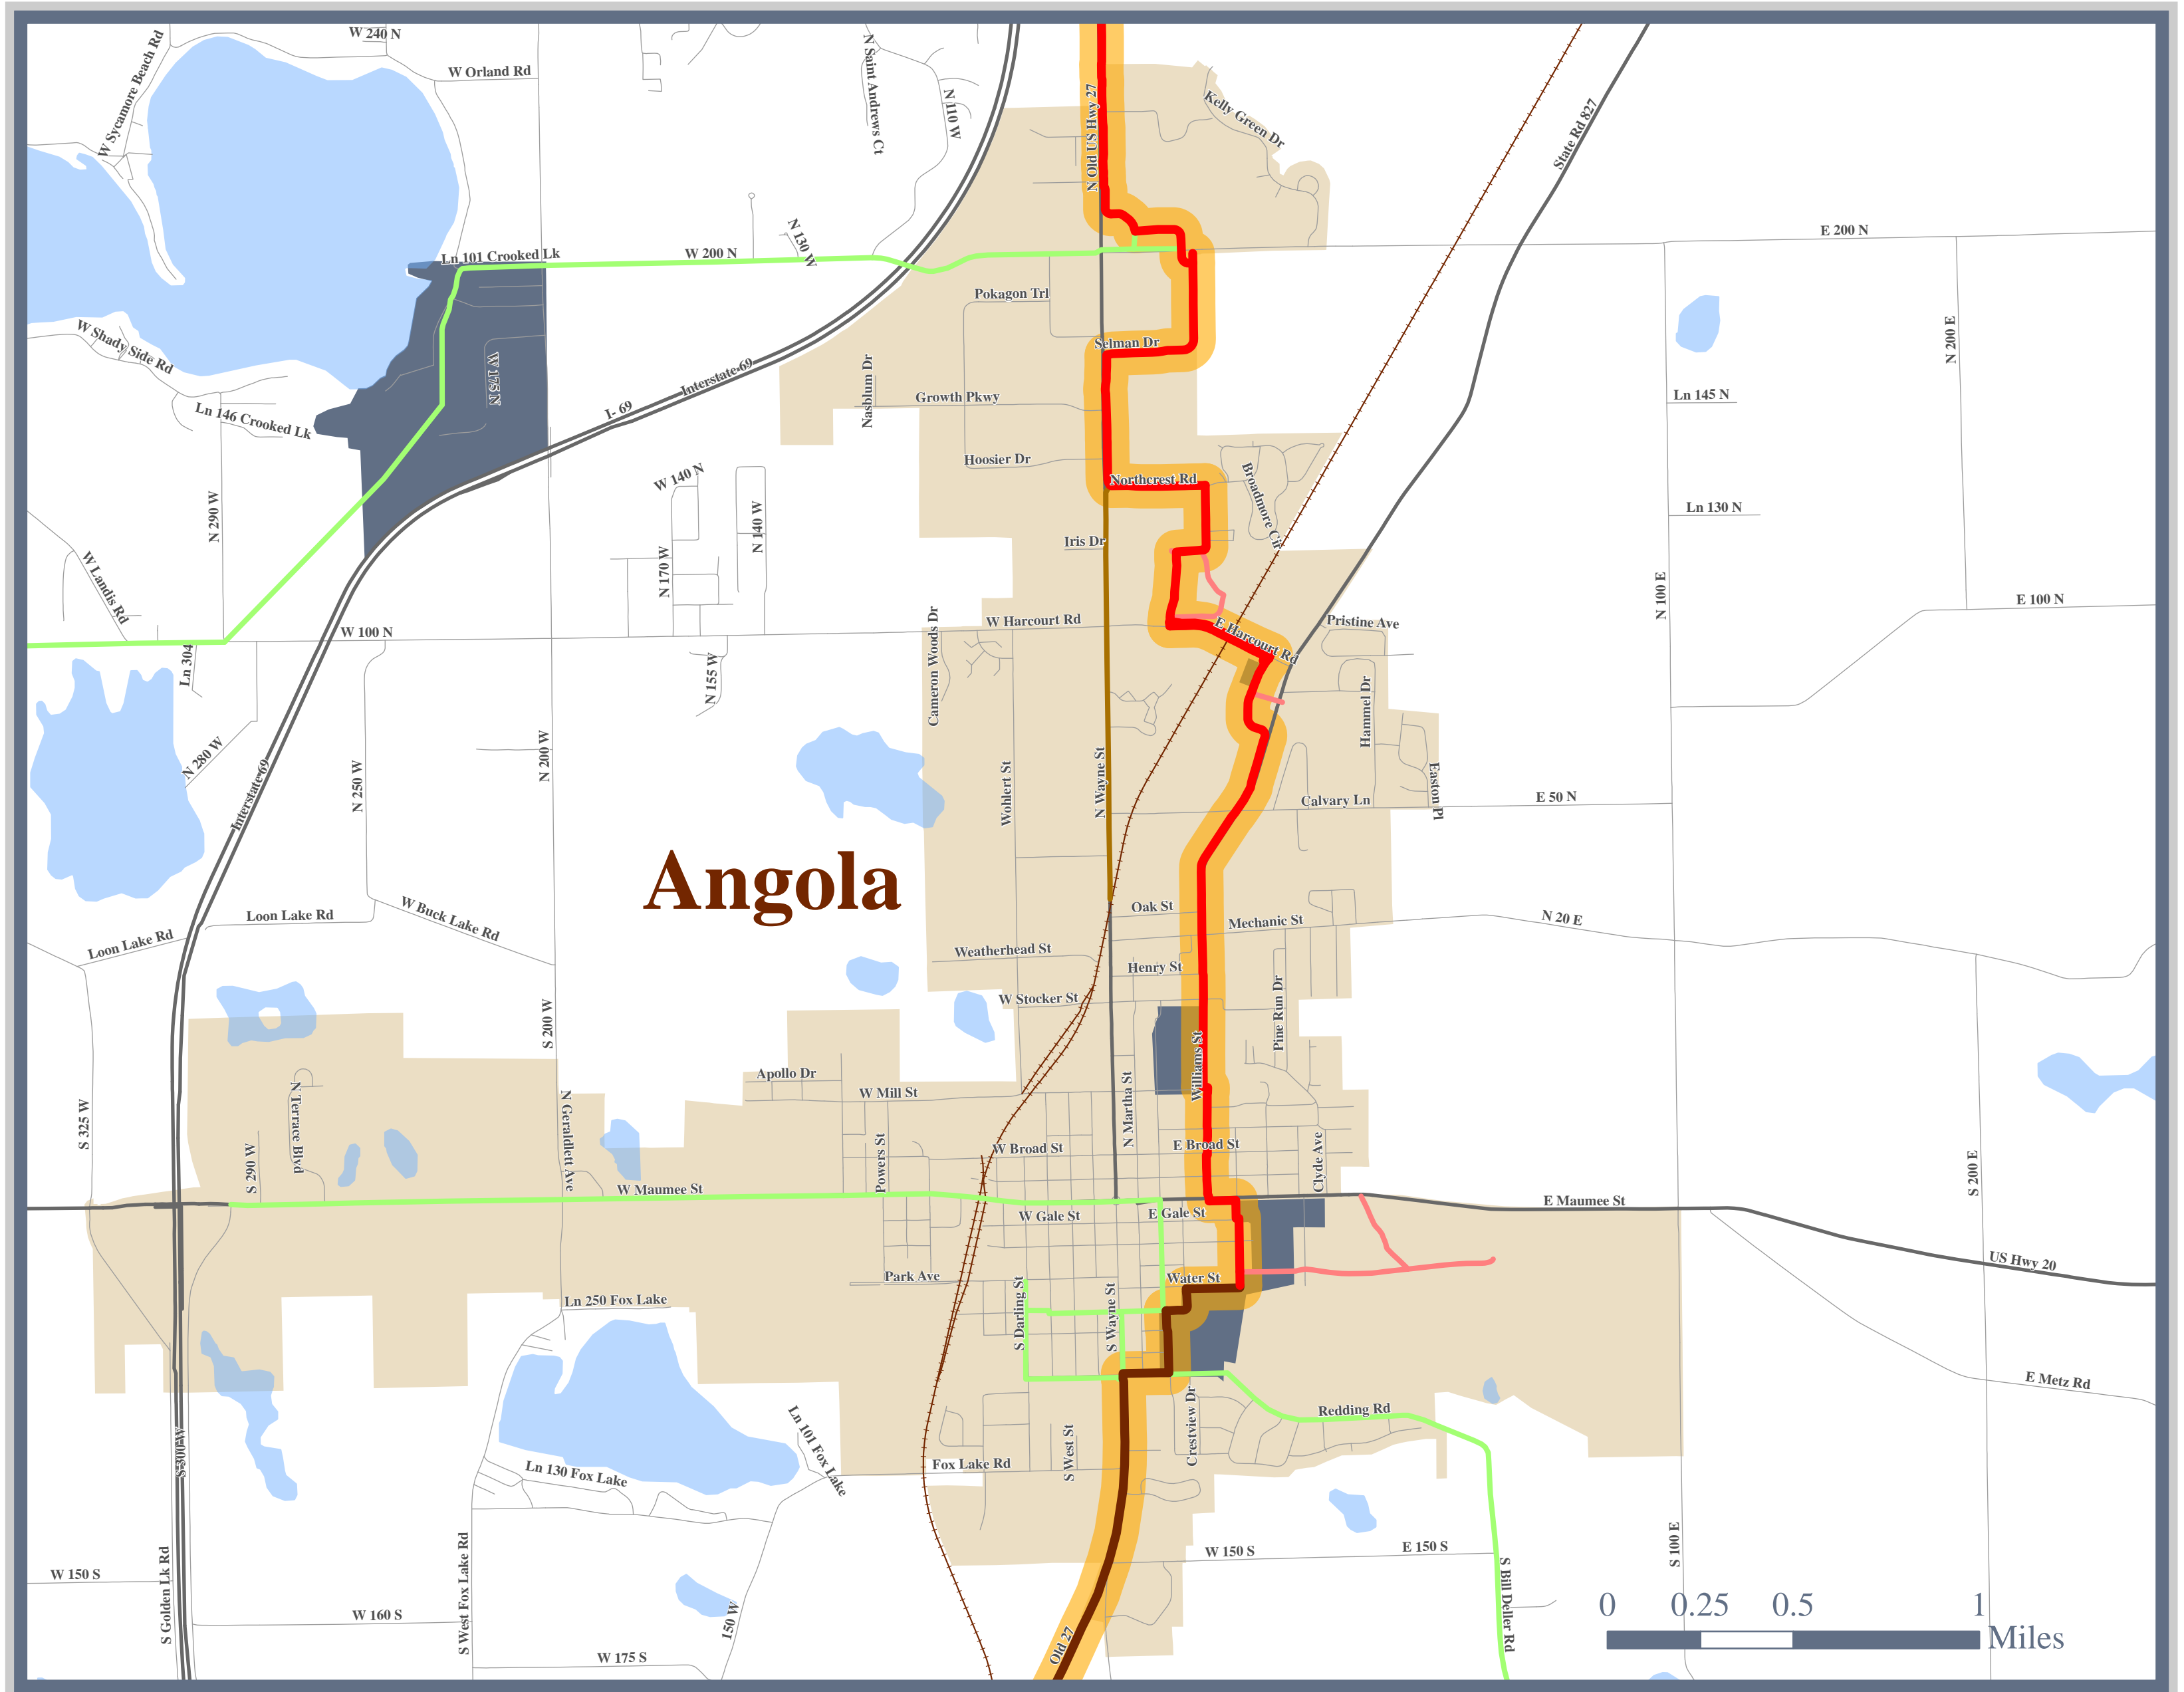 W 240 N
W Orland Rd
W Sycamore Beach Rd
N Saint Andrews Ct
N 110 W
N Old US Hwy 27
Kelly Green Dr
State Rd 827
E 200 N
Ln 101 Crooked Lk
W 200 N
N 130 W
Pokagon Trl
Selman Dr
W Shady Side Rd
W 175 N
Interstate 69
I- 69
Nasblum Dr
Growth Pkwy
N 200 E
Ln 145 N
Ln 146 Crooked Lk
Hoosier Dr
Northcrest Rd
Broadmore Cir
W 140 N
N 140 W
N 290 W
Iris Dr
Ln 130 N
N 170 W
W Landis Rd
N 100 E
E 100 N
W 100 N
W Harcourt Rd
E Harcourt Rd
Pristine Ave
Ln 304
N 155 W
Cameron Woods Dr
Hammel Dr
N 280 W
Interstate 69
N 250 W
N 200 W
Wohlert St
N Wayne St
Calvary Ln
Easton Pl
E 50 N
Angola
Loon Lake Rd
W Buck Lake Rd
Loon Lake Rd
Oak St
Mechanic St
N 20 E
Weatherhead St
Henry St
W Stocker St
S 200 W
Pine Run Dr
Williams St
Apollo Dr
W Mill St
N Martha St
S 325 W
N Terrace Blvd
S 290 W
N Geraldlett Ave
Powers St
W Broad St
E Broad St
Clyde Ave
S 200 E
W Maumee St
E Maumee St
W Gale St
E Gale St
US Hwy 20
Park Ave
Water St
Ln 250 Fox Lake
S Darling St
S Wayne St
E Metz Rd
Crestview Dr
Redding Rd
Ln 101 Fox Lake
S 300 W
S West St
Fox Lake Rd
Ln 130 Fox Lake
W 150 S
S Golden Lk Rd
S West Fox Lake Rd
W 160 S
150 W
W 175 S
Old 27
W 150 S
E 150 S
S Bill Deller Rd
S 100 E
0 0.25 0.5 1
Miles